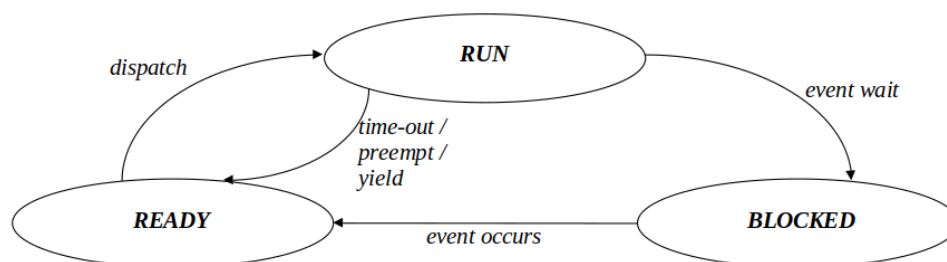 RUN
dispatch
event wait
time-out /
preempt /
yield
READY
BLOCKED
event occurs